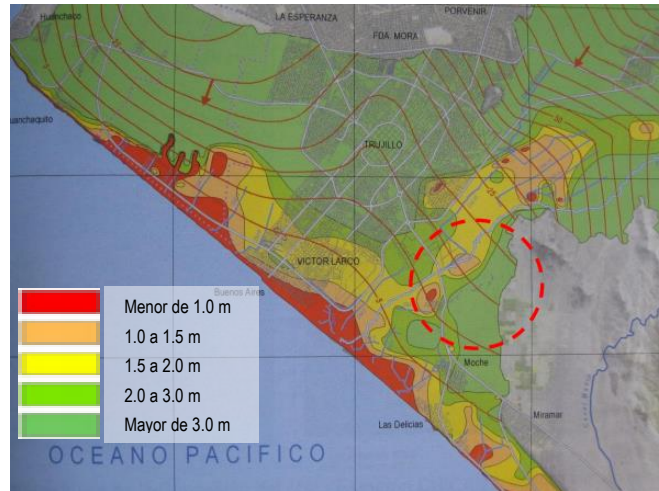 Huanchaco
LA ESPERANZA
PORVENIR
FDA. MORA
TRUJILLO
VICTOR LARCO
Buenos Aires
Menor de 1.0 m
1.0 a 1.5 m
1.5 a 2.0 m
2.0 a 3.0 m
Mayor de 3.0 m
Moche
Miramar
Las Delicias
OCEANO PACIFICO